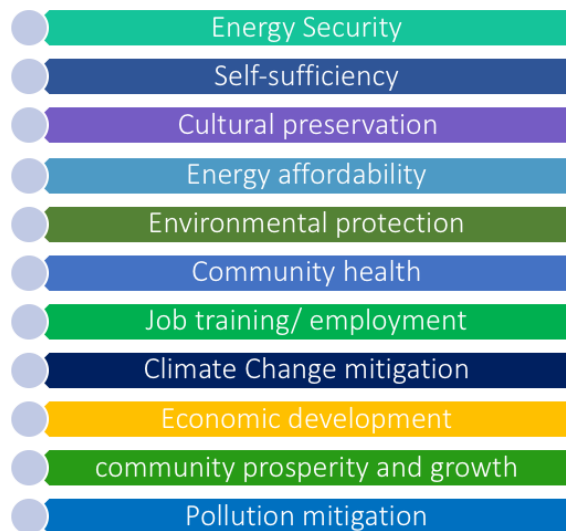 Energy Security
Self-sufficiency
Cultural preservation
Energy affordability
Environmental protection
Community health
Job training/ employment
Climate Change mitigation
Economic development
community prosperity and growth
Pollution mitigation